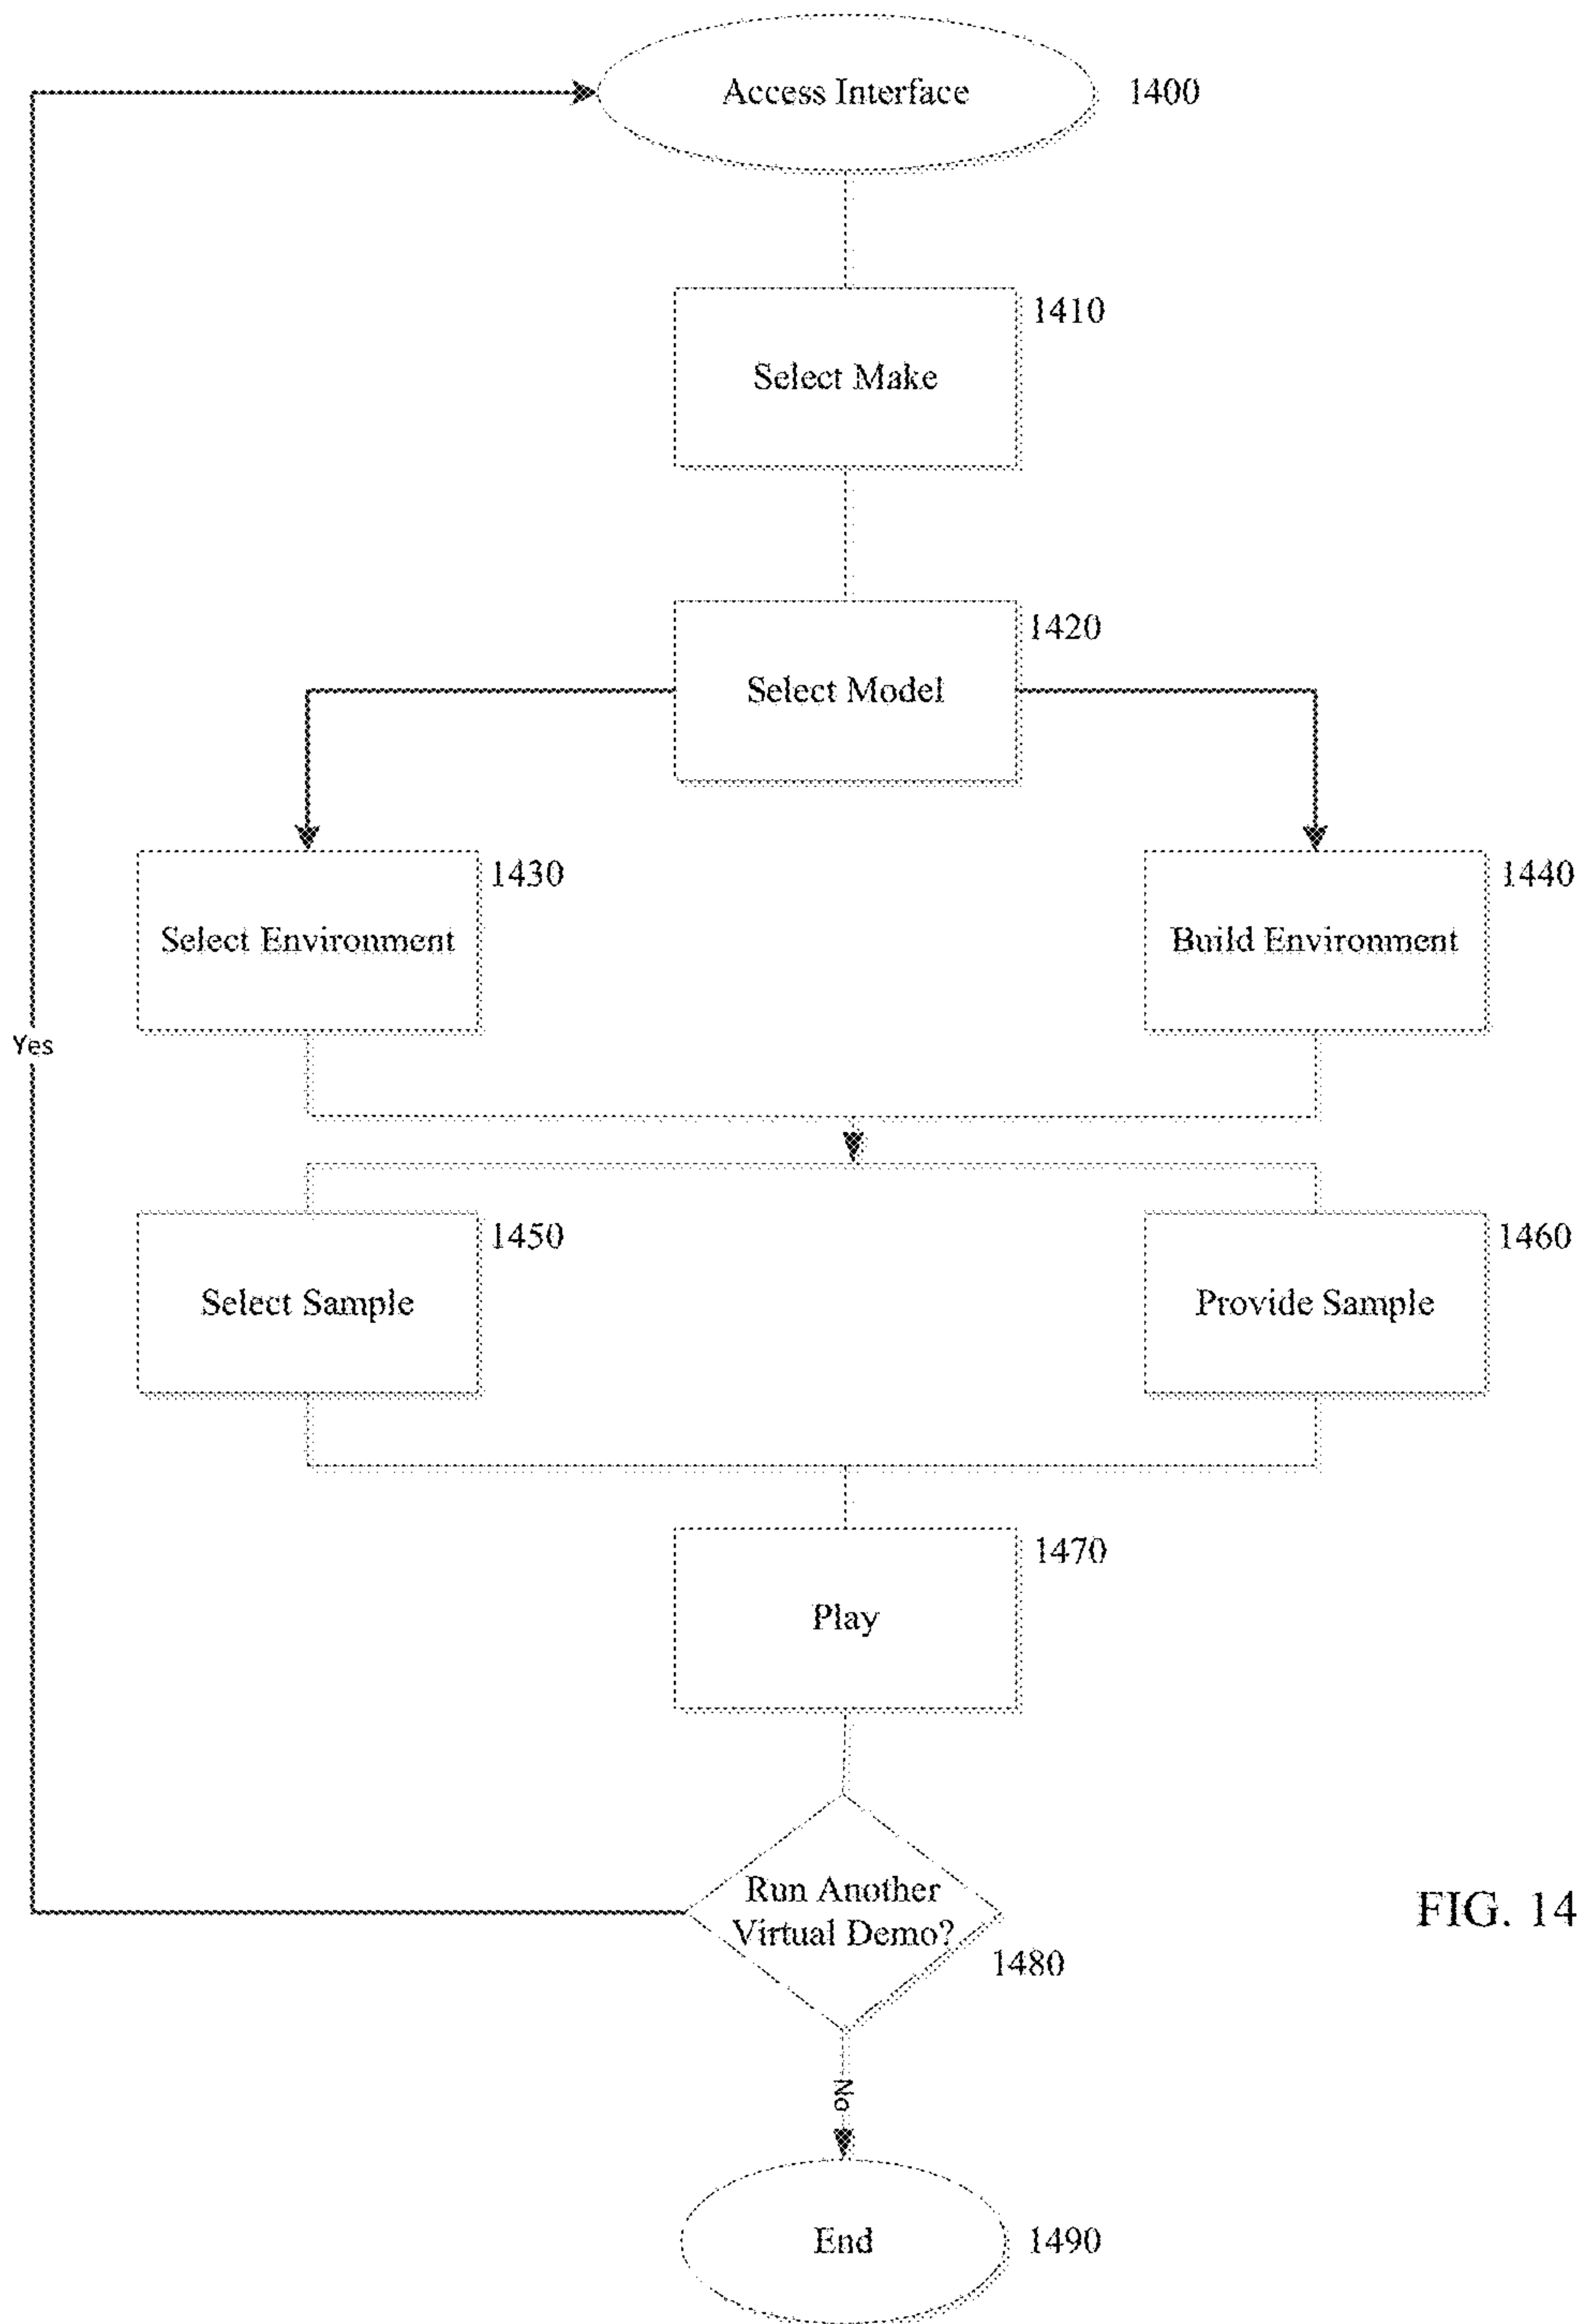 Access Interface
1400
1410
Select Make
1420
Select Model
1430
Select Environment
1440
Build Environment
Yes
1450
Select Sample
1460
Provide Sample
1470
Play
Run Another
Virtual Demo?
1480
FIG. 14
No
End
1490